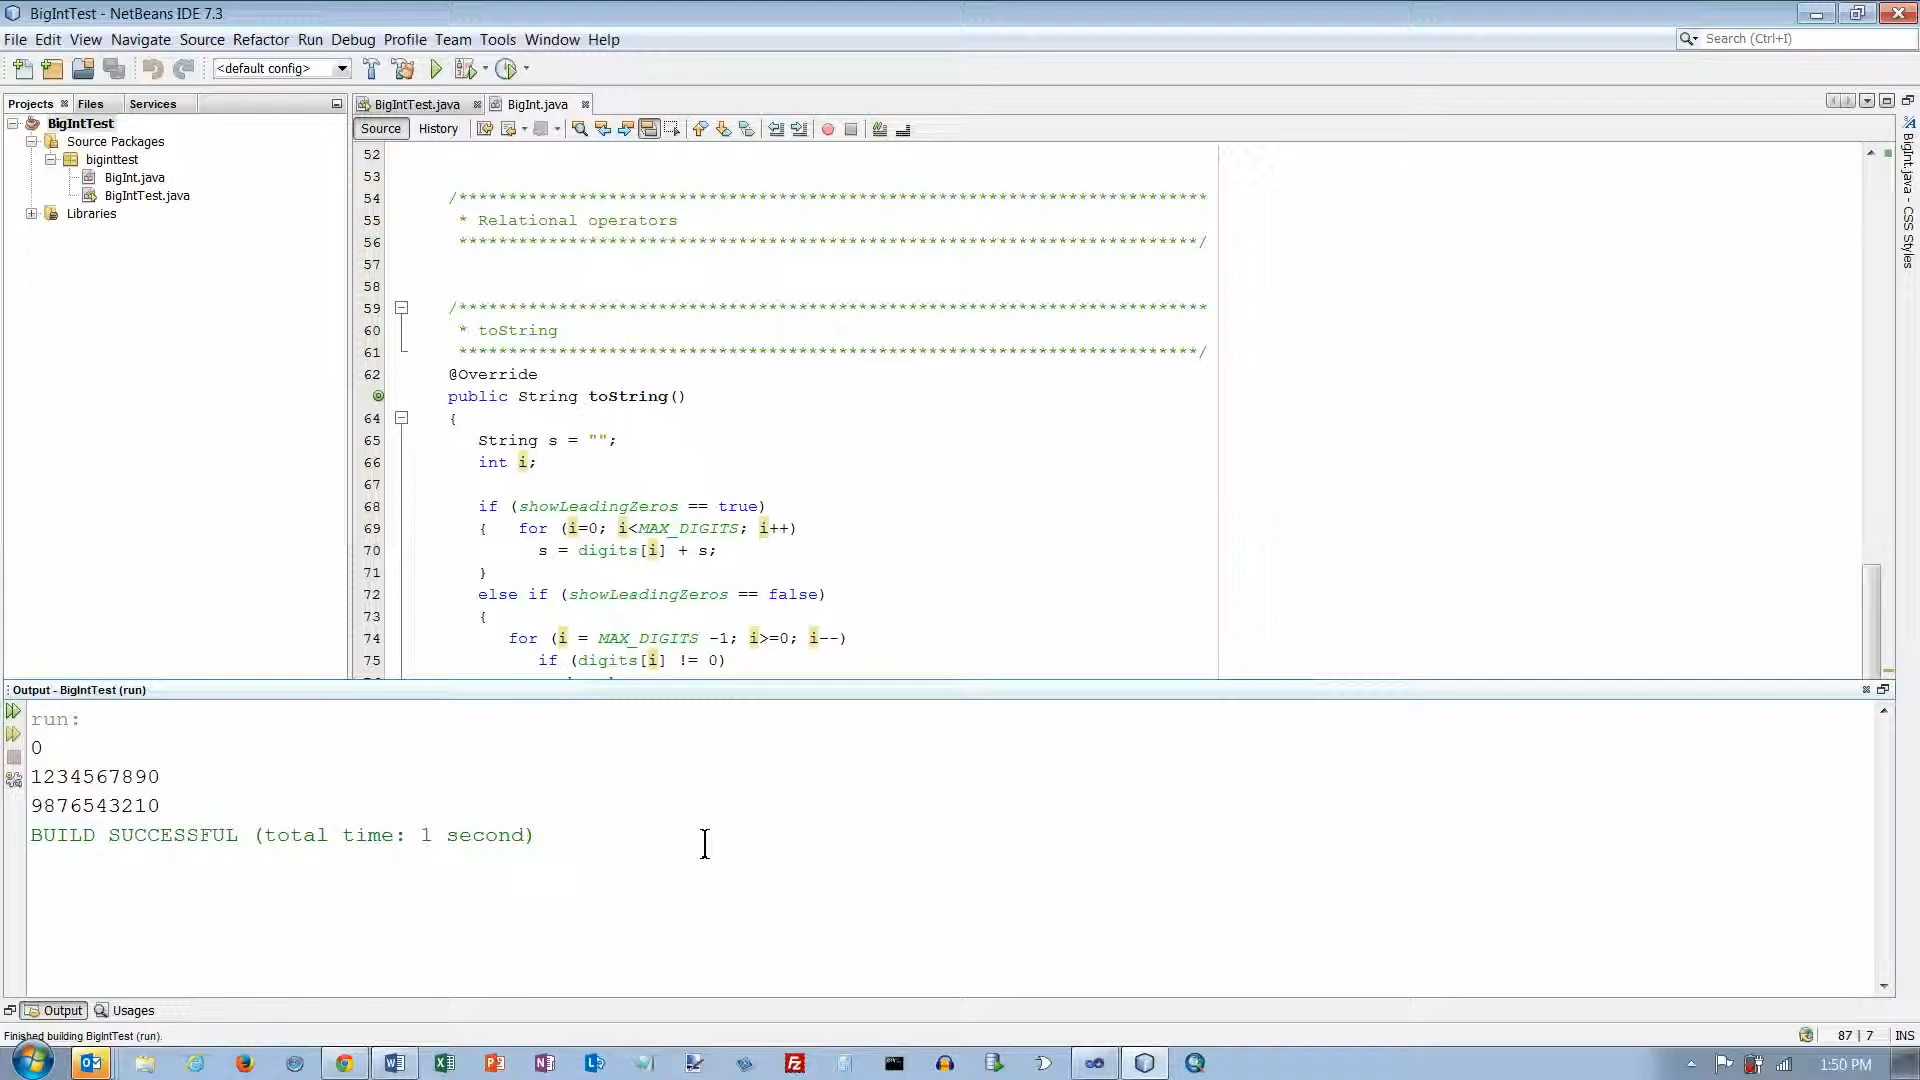 BigIntTest - NetBeans IDE 7.3
File Edit View Navigate Source Refactor Run Debug Profile Team Tools Window Help
Search (Ctrl+I)
<default config>
Projects Files Services
BigIntTest
Source Packages
biginttest
BigInt.java
BigIntTest.java
Libraries
BigIntTest.java BigInt.java
Source History
52
53
54 /***************************************************************************
55 * Relational operators
56 **************************************************************************/
57
58
59 /***************************************************************************
60 * toString
61 **************************************************************************/
62 @Override
public String toString()
64 {
65 String s = "";
66 int i;
67
68 if (showLeadingZeros == true)
69 { for (i=0; i<MAX_DIGITS; i++)
70 s = digits[i] + s;
71 }
72 else if (showLeadingZeros == false)
73 {
74 for (i = MAX_DIGITS -1; i>=0; i--)
75 if (digits[i] != 0)
BigInt.java - CSS Styles
Output - BigIntTest (run)
run:
0
1234567890
9876543210
BUILD SUCCESSFUL (total time: 1 second)
Output Usages
Finished building BigIntTest (run).
87 | 7 INS
1:50 PM